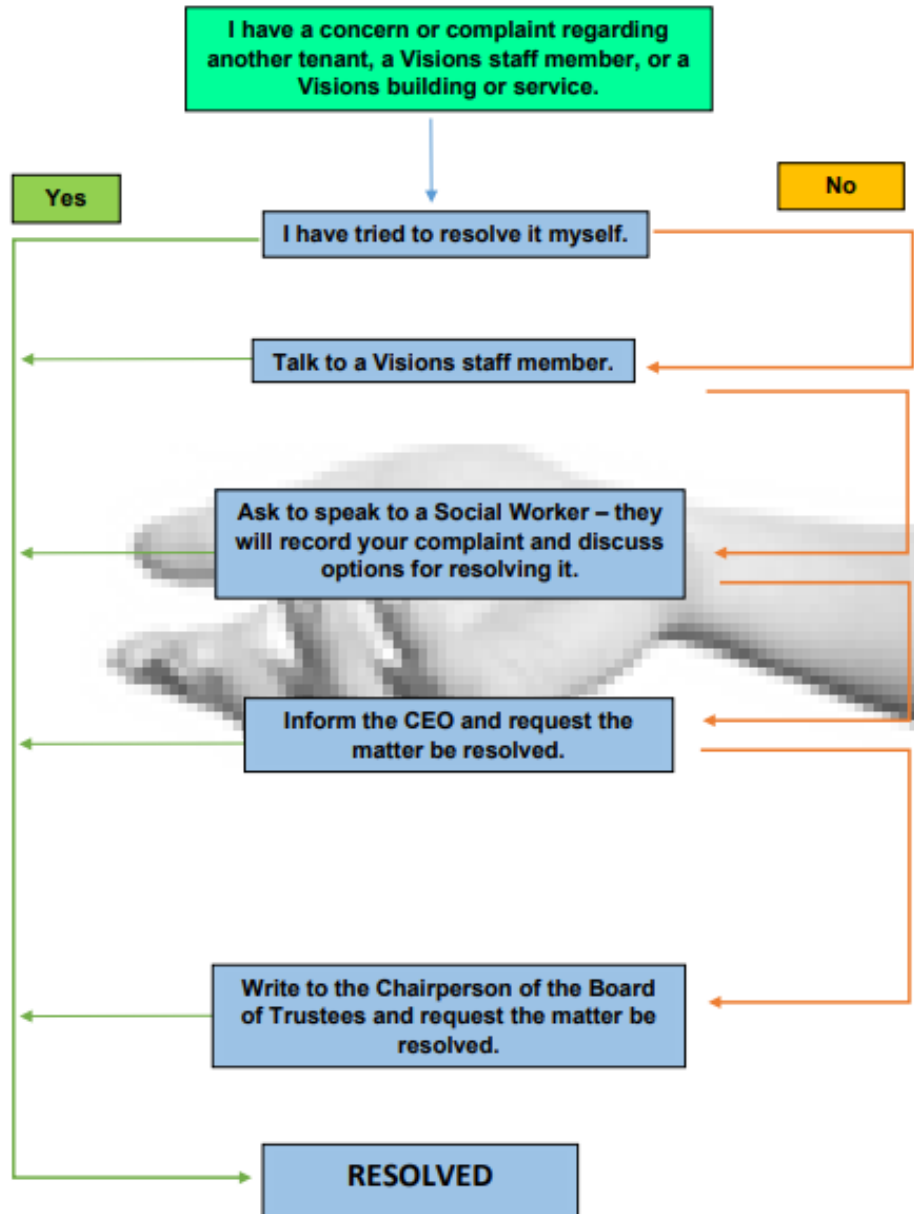 I have a concern or complaint regarding
another tenant, a Visions staff member, or a
Visions building or service.
Yes
No
I have tried to resolve it myself.
Talk to a Visions staff member.
Ask to speak to a Social Worker – they
will record your complaint and discuss
options for resolving it.
Inform the CEO and request the
matter be resolved.
Write to the Chairperson of the Board
of Trustees and request the matter be
resolved.
RESOLVED